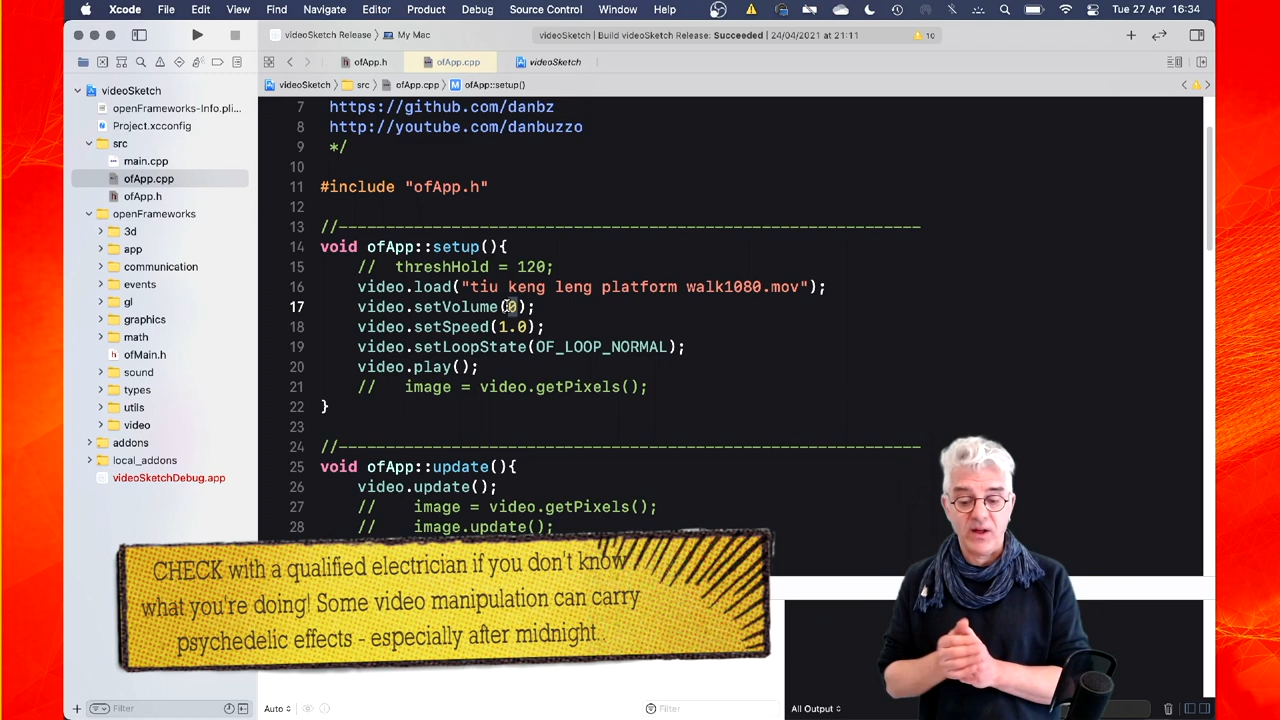 Xcode File Edit View Find Navigate Editor Product Debug Source Control Window Help Tue 27 Apr 16:34
videoSketch Release My Mac videoSketch | Build videoSketch Release: Succeeded | 24/04/2021 at 21:11 10
ofApp.h ofApp.cpp videoSketch
videoSketch src ofApp.cpp M ofApp::setup()
videoSketch
openFrameworks-Info.pli...
Project.xcconfig
src
main.cpp
ofApp.cpp
ofApp.h
openFrameworks
3d
app
communication
events
gl
graphics
math
ofMain.h
sound
types
utils
video
addons
local_addons
videoSketchDebug.app
7 https://github.com/danbz
8 http://youtube.com/danbuzzo
9 */
10
11 #include "ofApp.h"
12
13 //--------------------------------------------------------------
14 void ofApp::setup(){
15 // threshHold = 120;
16 video.load("tiu keng leng platform walk1080.mov");
17 video.setVolume(0);
18 video.setSpeed(1.0);
19 video.setLoopState(OF_LOOP_NORMAL);
20 video.play();
21 // image = video.getPixels();
22 }
23
24 //--------------------------------------------------------------
25 void ofApp::update(){
26 video.update();
27 // image = video.getPixels();
28 // image.update();
CHECK with a qualified electrician if you don't know
what you're doing! Some video manipulation can carry
psychedelic effects - especially after midnight..
Filter Auto Filter All Output